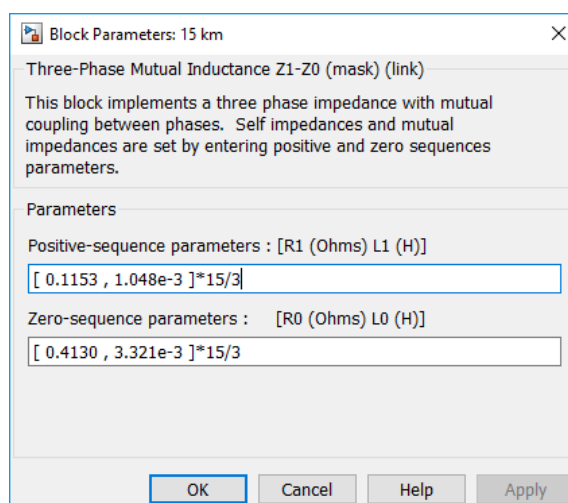 Block Parameters: 15 km
Three-Phase Mutual Inductance Z1-Z0 (mask) (link)
This block implements a three phase impedance with mutual
coupling between phases.  Self impedances and mutual
impedances are set by entering positive and zero sequences
parameters.
Parameters
Positive-sequence parameters : [R1 (Ohms) L1 (H)]
[ 0.1153 , 1.048e-3 ]*15/3
Zero-sequence parameters :    [R0 (Ohms) L0 (H)]
[ 0.4130 , 3.321e-3 ]*15/3
OK Cancel Help Apply